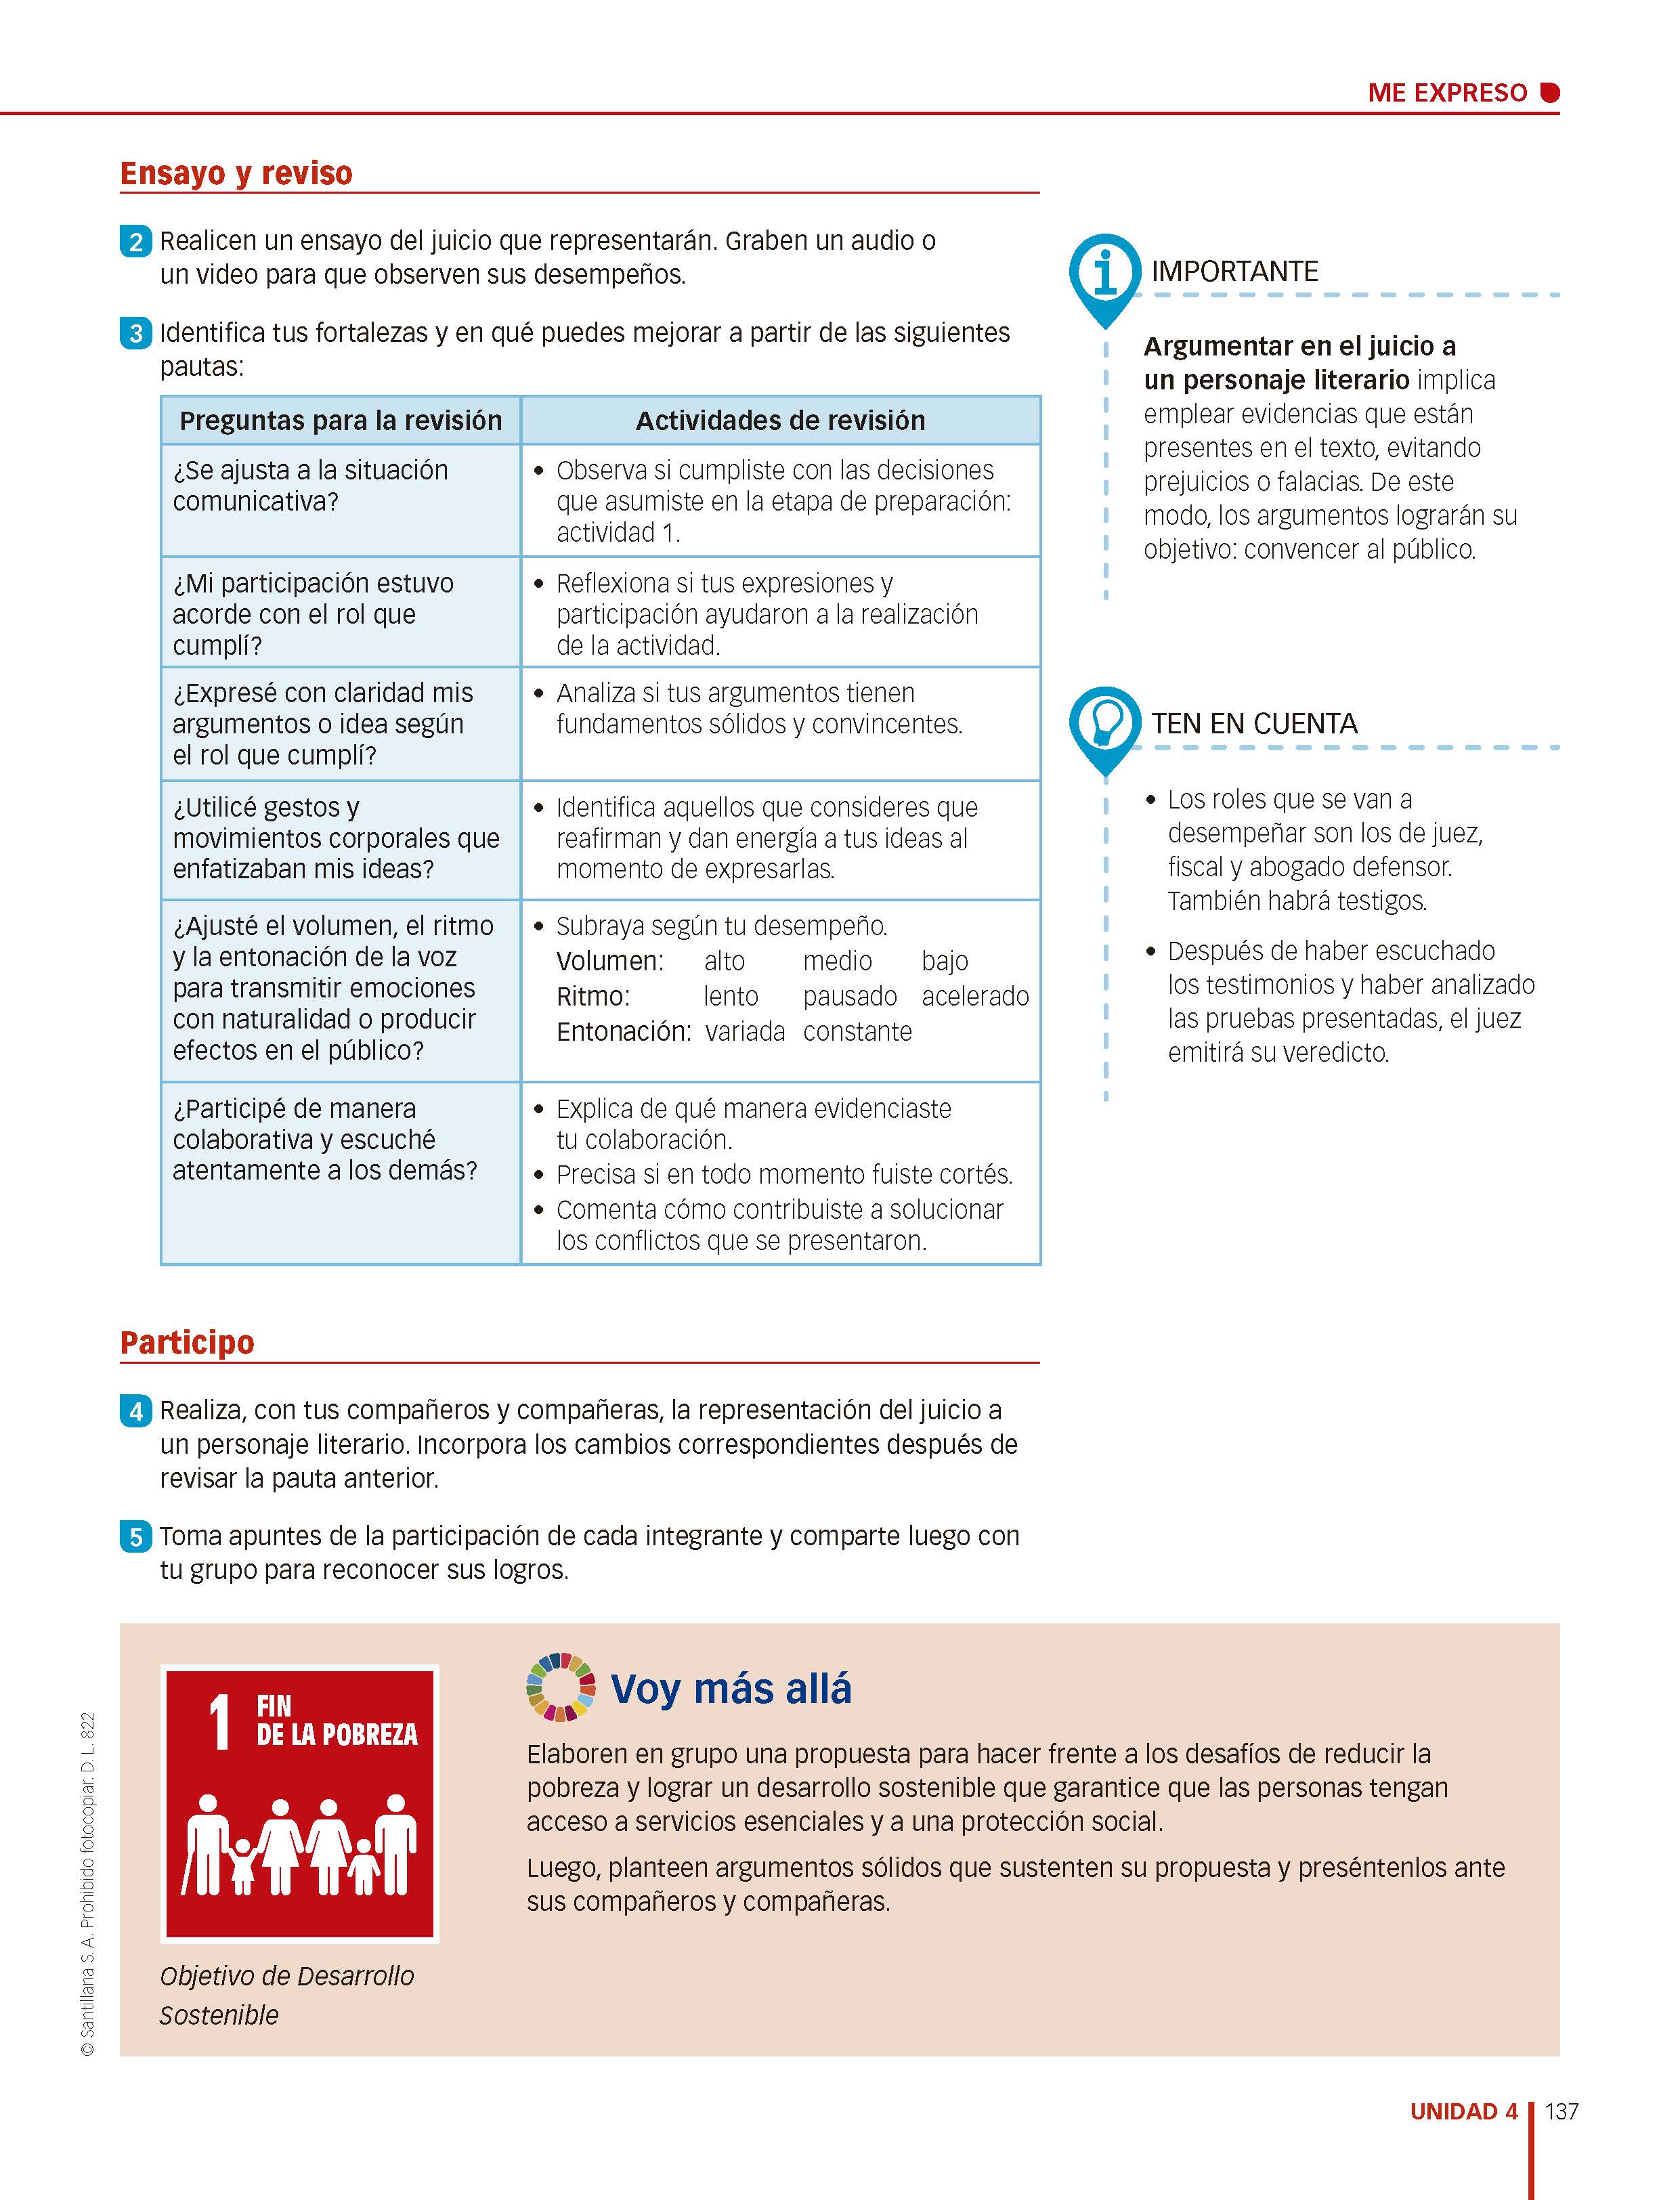 ME EXPRESO
Ensayo y reviso
2 Realicen un ensayo del juicio que representarán. Graben un audio o
un video para que observen sus desempeños.
3 Identifica tus fortalezas y en qué puedes mejorar a partir de las siguientes
pautas:
Preguntas para la revisión
Actividades de revisión
¿Se ajusta a la situación
comunicativa?
• Observa si cumpliste con las decisiones
que asumiste en la etapa de preparación:
actividad 1.
¿Mi participación estuvo
acorde con el rol que
cumplí?
• Reflexiona si tus expresiones y
participación ayudaron a la realización
de la actividad.
¿Expresé con claridad mis
argumentos o idea según
el rol que cumplí?
• Analiza si tus argumentos tienen
fundamentos sólidos y convincentes.
¿Utilicé gestos y
movimientos corporales que
enfatizaban mis ideas?
• Identifica aquellos que consideres que
reafirman y dan energía a tus ideas al
momento de expresarlas.
¿Ajusté el volumen, el ritmo
y la entonación de la voz
para transmitir emociones
con naturalidad o producir
efectos en el público?
• Subraya según tu desempeño.
Volumen: alto medio bajo
Ritmo: lento pausado acelerado
Entonación: variada constante
¿Participé de manera
colaborativa y escuché
atentamente a los demás?
• Explica de qué manera evidenciaste
tu colaboración.
• Precisa si en todo momento fuiste cortés.
• Comenta cómo contribuiste a solucionar
los conflictos que se presentaron.
i IMPORTANTE
Argumentar en el juicio a
un personaje literario implica
emplear evidencias que están
presentes en el texto, evitando
prejuicios o falacias. De este
modo, los argumentos lograrán su
objetivo: convencer al público.
TEN EN CUENTA
• Los roles que se van a
desempeñar son los de juez,
fiscal y abogado defensor.
También habrá testigos.
• Después de haber escuchado
los testimonios y haber analizado
las pruebas presentadas, el juez
emitirá su veredicto.
Participo
4 Realiza, con tus compañeros y compañeras, la representación del juicio a
un personaje literario. Incorpora los cambios correspondientes después de
revisar la pauta anterior.
5 Toma apuntes de la participación de cada integrante y comparte luego con
tu grupo para reconocer sus logros.
1 FIN
DE LA POBREZA
Objetivo de Desarrollo
Sostenible
Voy más allá
Elaboren en grupo una propuesta para hacer frente a los desafíos de reducir la
pobreza y lograr un desarrollo sostenible que garantice que las personas tengan
acceso a servicios esenciales y a una protección social.
Luego, planteen argumentos sólidos que sustenten su propuesta y preséntenlos ante
sus compañeros y compañeras.
© Santillana S. A. Prohibido fotocopiar. D. L. 822
UNIDAD 4 137